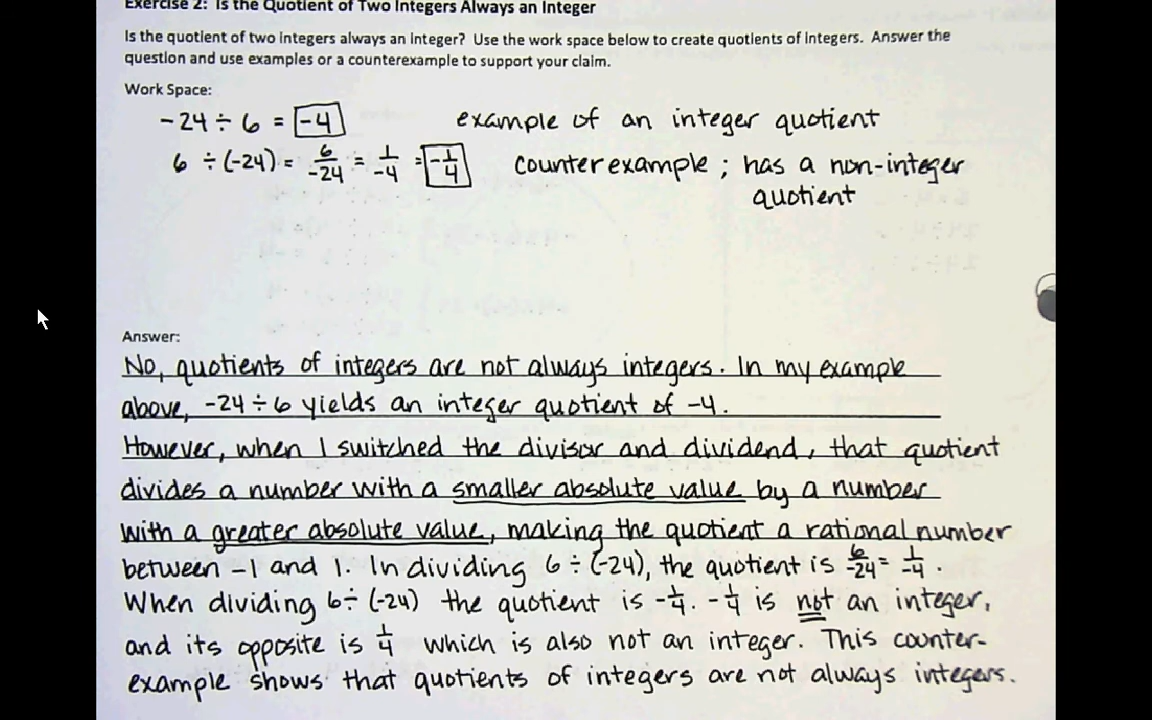 Exercise 2: Is the Quotient of Two Integers Always an Integer
Is the quotient of two integers always an integer? Use the work space below to create quotients of integers. Answer the
question and use examples or a counterexample to support your claim.
Work Space:
-24 ÷ 6 = -4 example of an integer quotient
6 ÷ (-24) = 6/-24 = 1/-4 = -1/4 counterexample ; has a non-integer
quotient
Answer:
No, quotients of integers are not always integers. In my example
above, -24 ÷ 6 yields an integer quotient of -4.
However, when I switched the divisor and dividend, that quotient
divides a number with a smaller absolute value by a number
with a greater absolute value, making the quotient a rational number
between -1 and 1. In dividing 6 ÷ (-24), the quotient is 6/-24 = 1/-4.
When dividing 6 ÷ (-24) the quotient is -1/4. -1/4 is not an integer,
and its opposite is 1/4 which is also not an integer. This counter-
example shows that quotients of integers are not always integers.